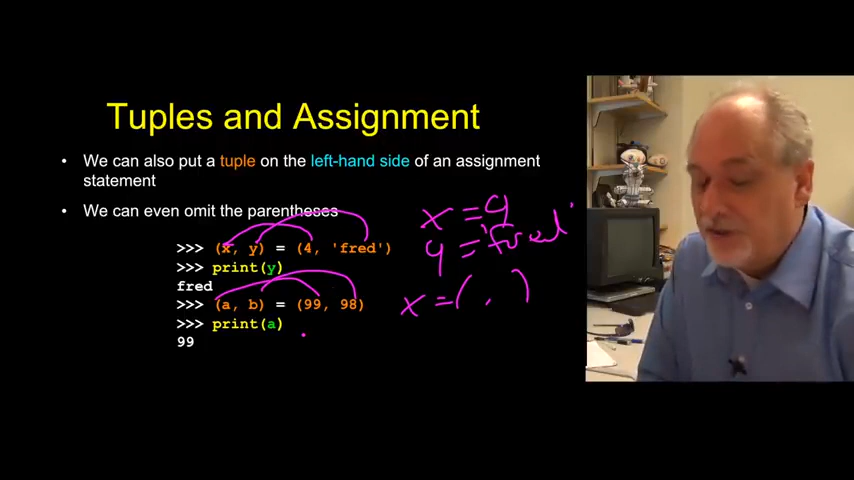 Tuples and Assignment
• We can also put a tuple on the left-hand side of an assignment
statement
• We can even omit the parentheses
>>> (x, y) = (4, 'fred')
>>> print(y)
fred
>>> (a, b) = (99, 98)
>>> print(a)
99
x = 4
y = 'fred'
x = ( , )